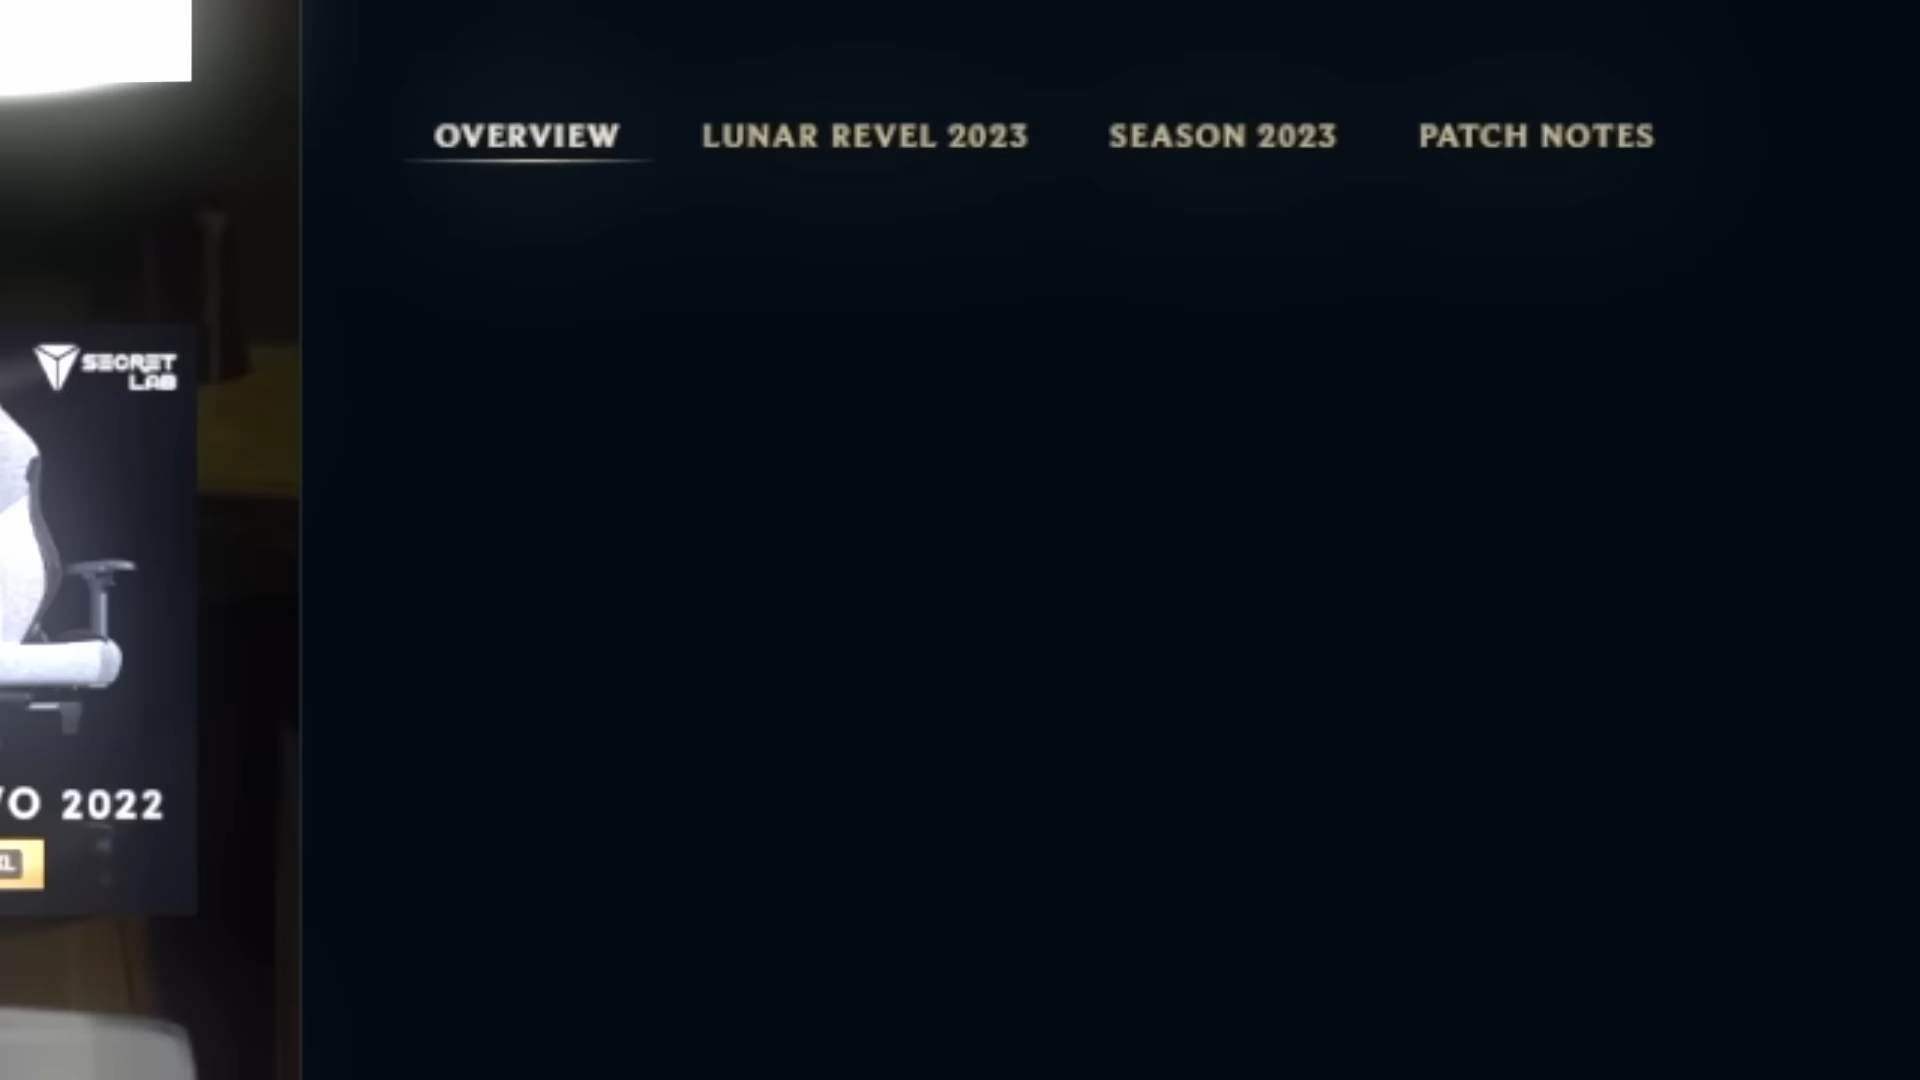 OVERVIEW LUNAR REVEL 2023 SEASON 2023 PATCH NOTES
SECRET
LAB
O 2022